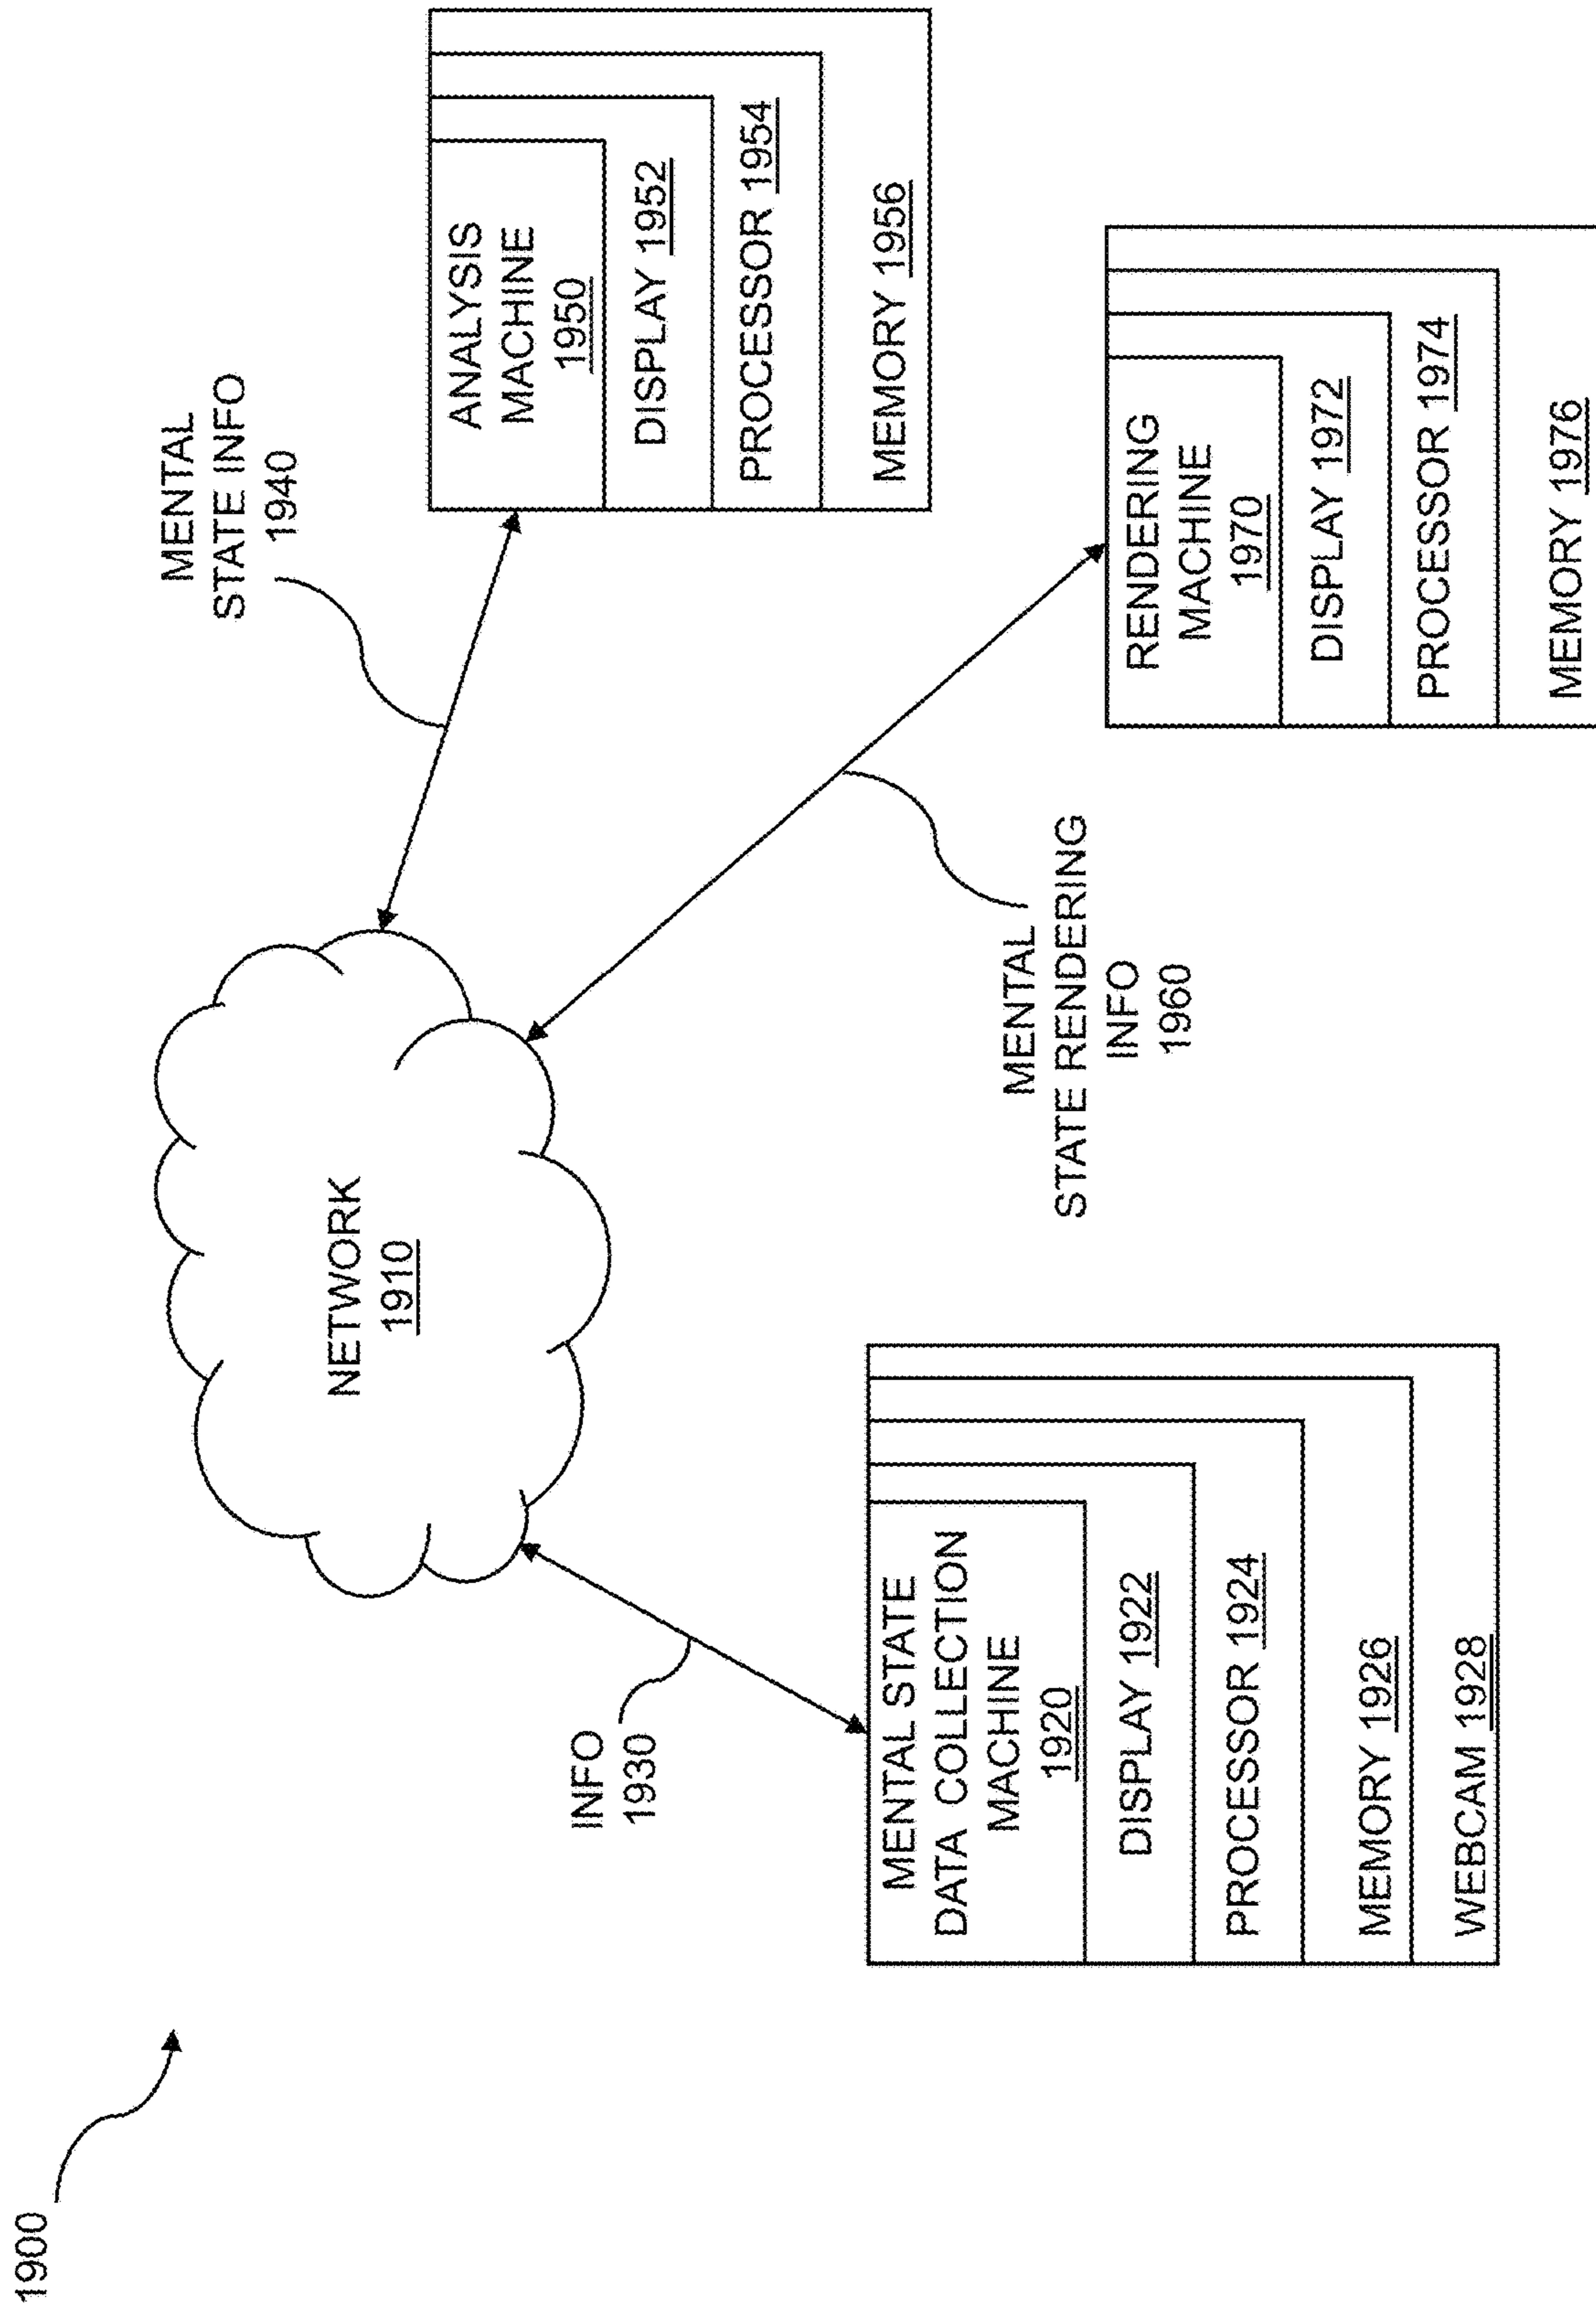 1900
NETWORK
1910
INFO
1930
MENTAL
STATE INFO
1940
MENTAL STATE
DATA COLLECTION
MACHINE
1920
DISPLAY 1922
PROCESSOR 1924
MEMORY 1926
WEBCAM 1928
ANALYSIS
MACHINE
1950
DISPLAY 1952
PROCESSOR 1954
MEMORY 1956
MENTAL
STATE RENDERING
INFO
1960
RENDERING
MACHINE
1970
DISPLAY 1972
PROCESSOR 1974
MEMORY 1976